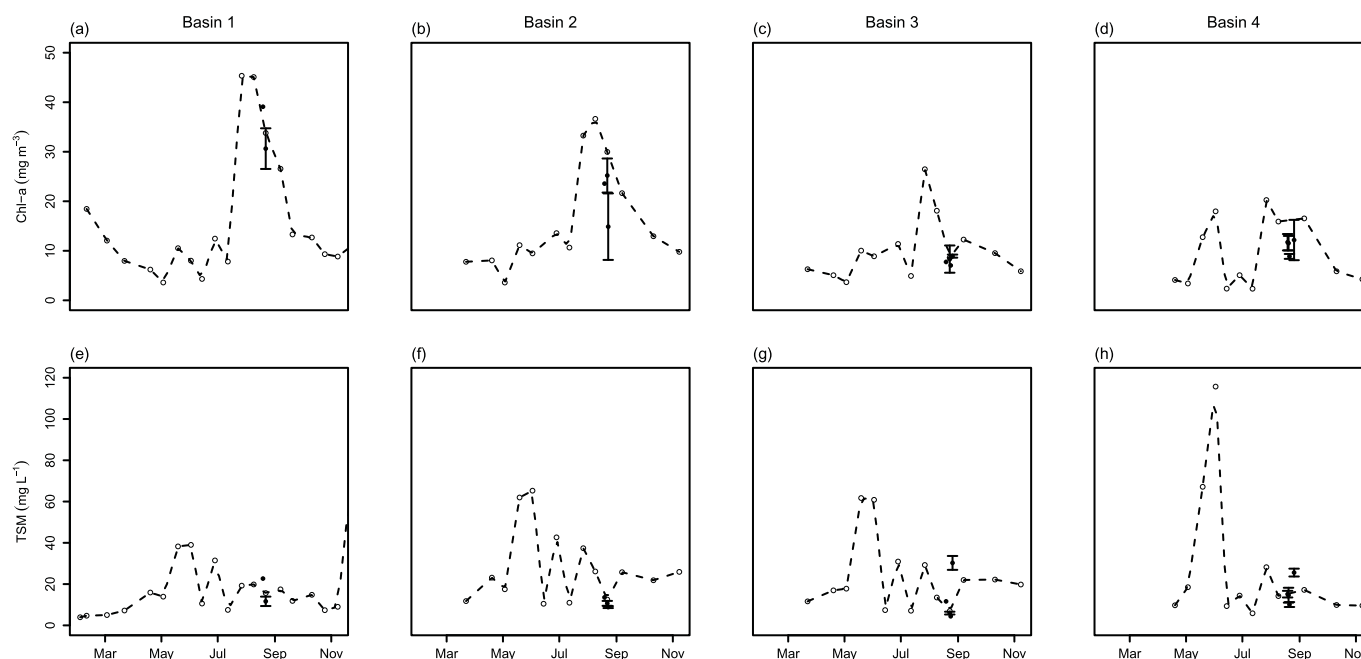 Basin 1 Basin 2 Basin 3 Basin 4
(a) (b) (c) (d)
Chl−a (mg m−3)
50
40
30
20
10
0
(e) (f) (g) (h)
TSM (mg L−1)
120
100
80
60
40
20
0
Mar May Jul Sep Nov Mar May Jul Sep Nov Mar May Jul Sep Nov Mar May Jul Sep No